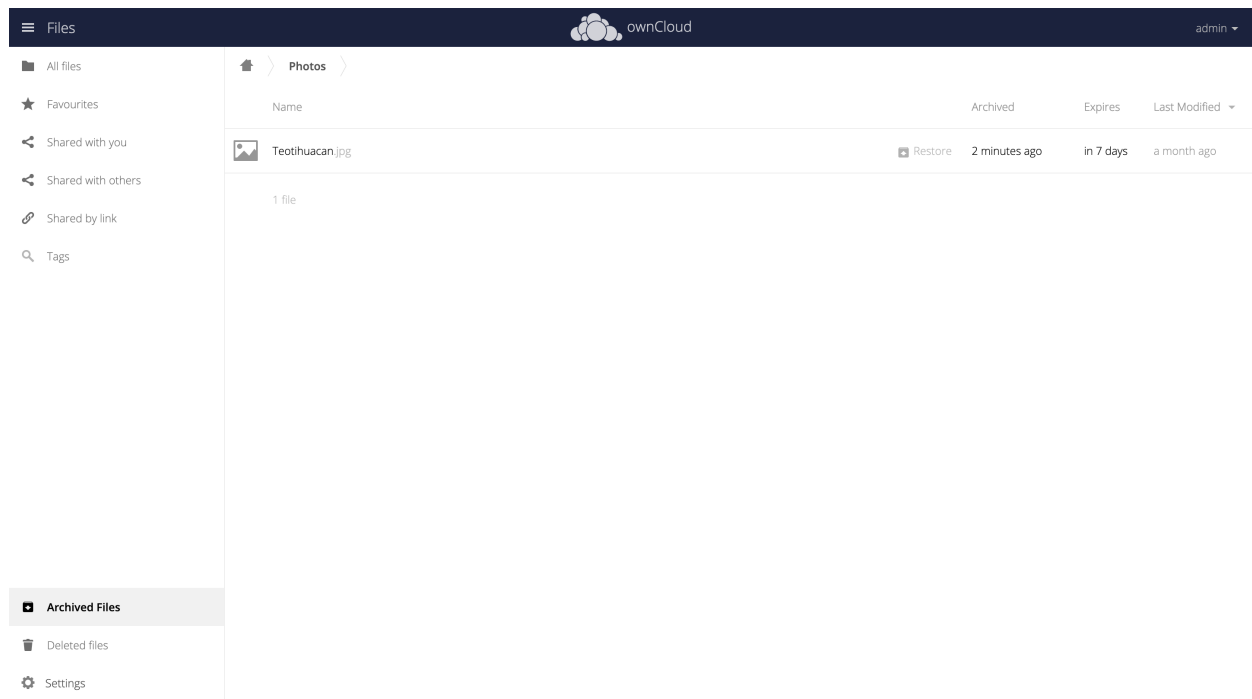 Files
ownCloud
admin
All files
Favourites
Shared with you
Shared with others
Shared by link
Tags
Archived Files
Deleted files
Settings
Photos
Name Archived Expires Last Modified
Teotihuacan.jpg Restore 2 minutes ago in 7 days a month ago
1 file